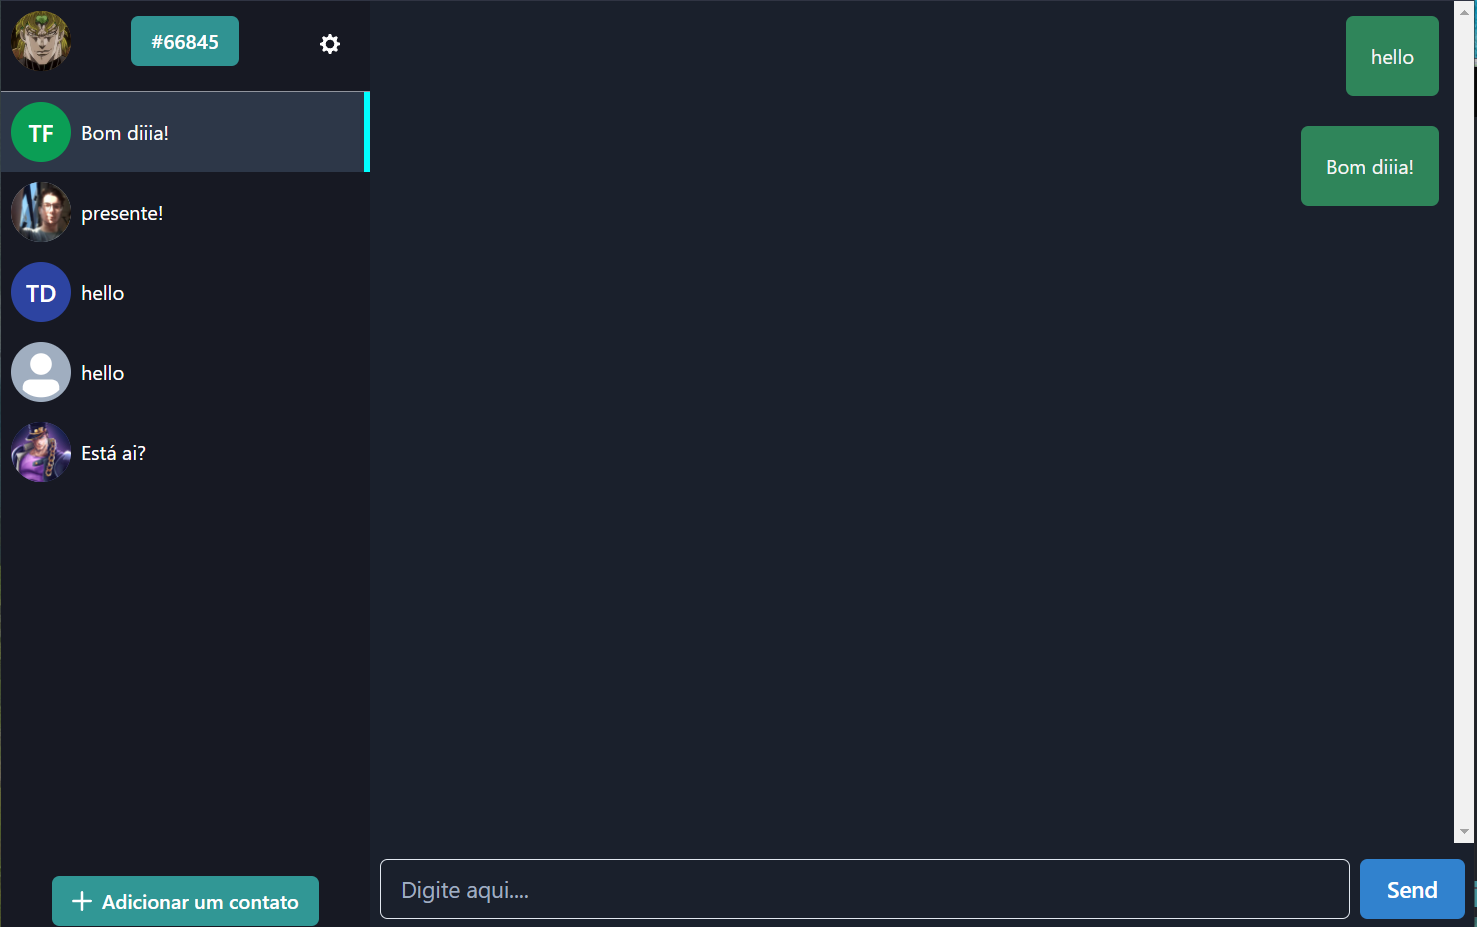 #66845
TF Bom diiia!
presente!
TD hello
hello
Está ai?
Adicionar um contato
hello
Bom diiia!
Digite aqui....
Send